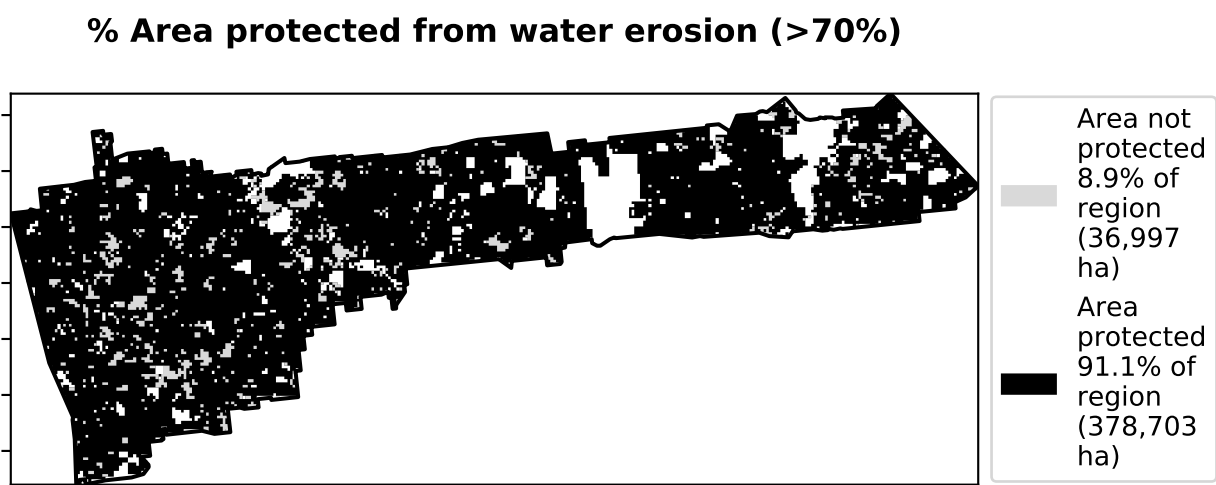 % Area protected from water erosion (>70%)
Area not
protected
8.9% of
region
(36,997
ha)
Area
protected
91.1% of
region
(378,703
ha)